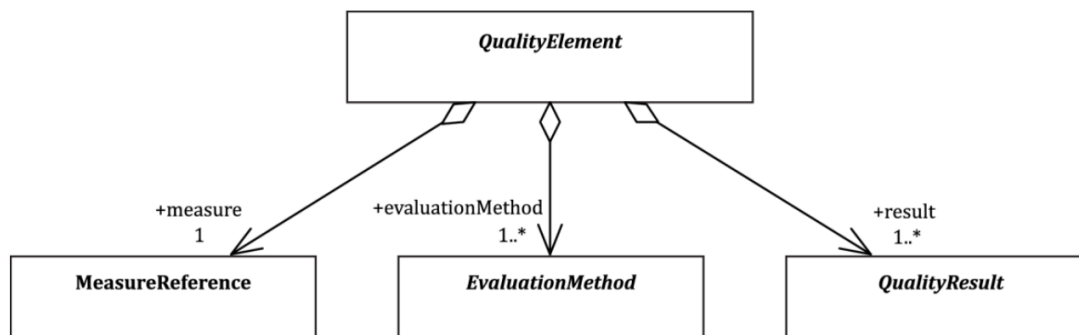 QualityElement
+measure
1
+evaluationMethod
1..*
+result
1..*
MeasureReference
EvaluationMethod
QualityResult